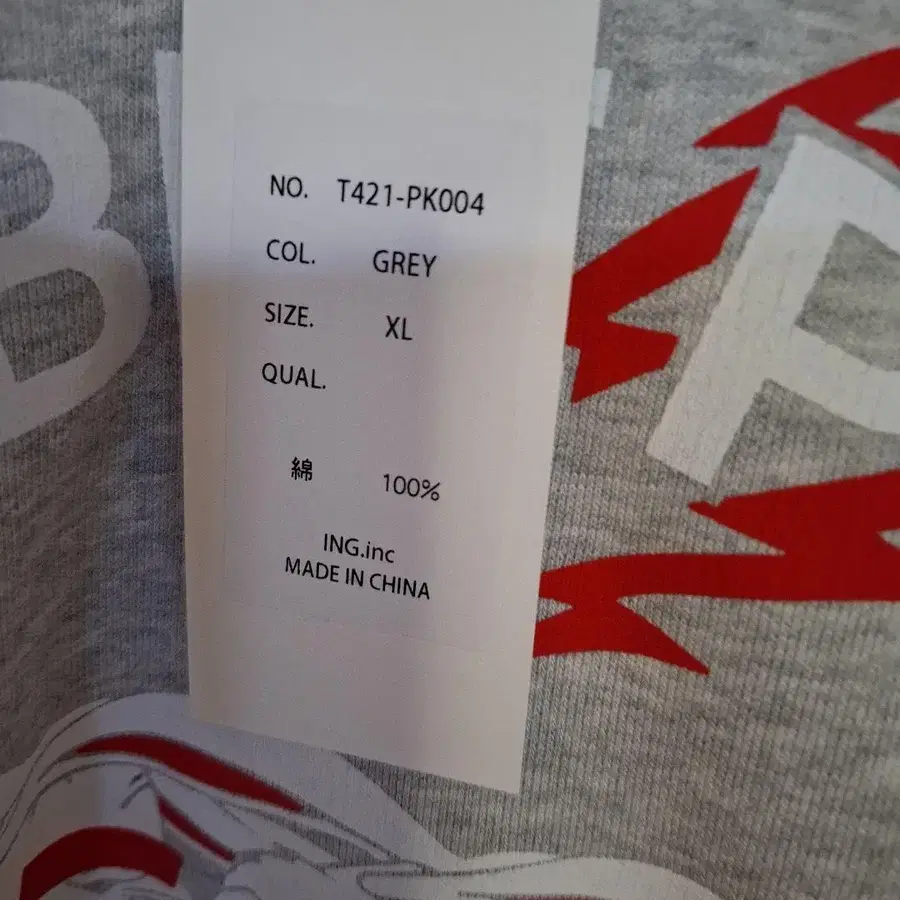 NO. T421-PK004
COL. GREY
SIZE. XL
QUAL.
綿 100%
ING.inc
MADE IN CHINA
B
P